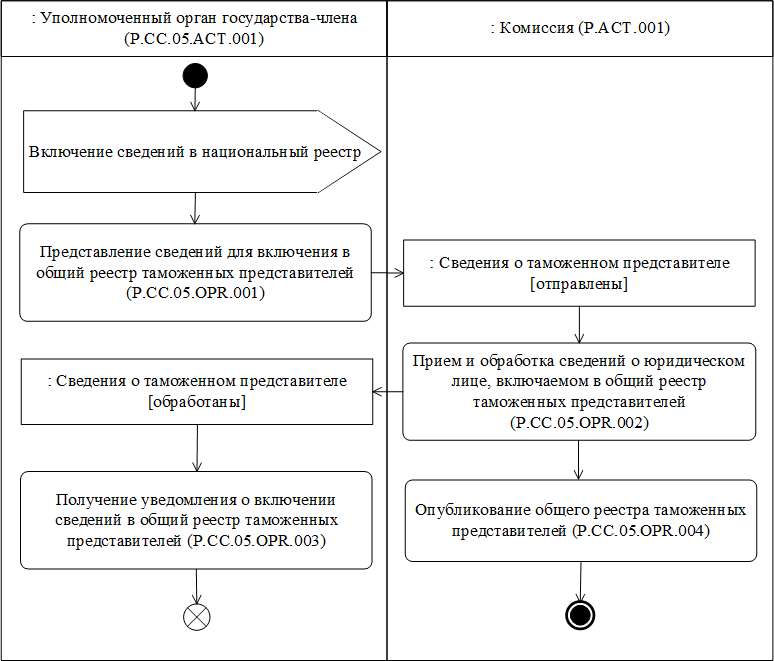 : Уполномоченный орган государства-члена
(P.CC.05.ACT.001)
: Комиссия (P.ACT.001)
Включение сведений в национальный реестр
Представление сведений для включения в
общий реестр таможенных представителей
(P.CC.05.OPR.001)
: Сведения о таможенном представителе
[отправлены]
Прием и обработка сведений о юридическом
лице, включаемом в общий реестр
таможенных представителей
(P.CC.05.OPR.002)
: Сведения о таможенном представителе
[обработаны]
Получение уведомления о включении
сведений в общий реестр таможенных
представителей (P.CC.05.OPR.003)
Опубликование общего реестра таможенных
представителей (P.CC.05.OPR.004)